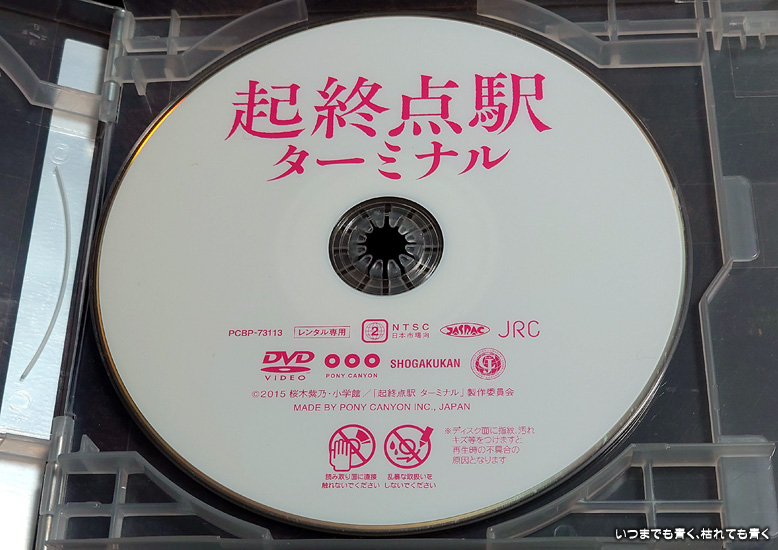 起終点駅
ターミナル
PCBP-73113 レンタル専用 2 NTSC 日本市場向 JASRAC JRC
DVD VIDEO PONY CANYON SHOGAKUKAN
©2015 桜木紫乃・小学館／「起終点駅 ターミナル」製作委員会
MADE BY PONY CANYON INC., JAPAN
読み取り面に直接
触れないでください
乱暴な取扱いを
しないでください
※ディスク面に指紋、汚れ
キズ等をつけますと
再生時の不具合の
原因となります
いつまでも青く、枯れても青く